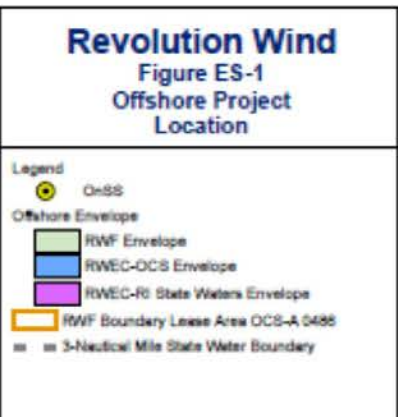 Revolution Wind
Figure ES-1
Offshore Project
Location
Legend
OnSS
Offshore Envelope
RWF Envelope
RWEC-OCS Envelope
RWEC-RI State Waters Envelope
RWF Boundary Lease Area OCS-A 0486
3-Nautical Mile State Water Boundary